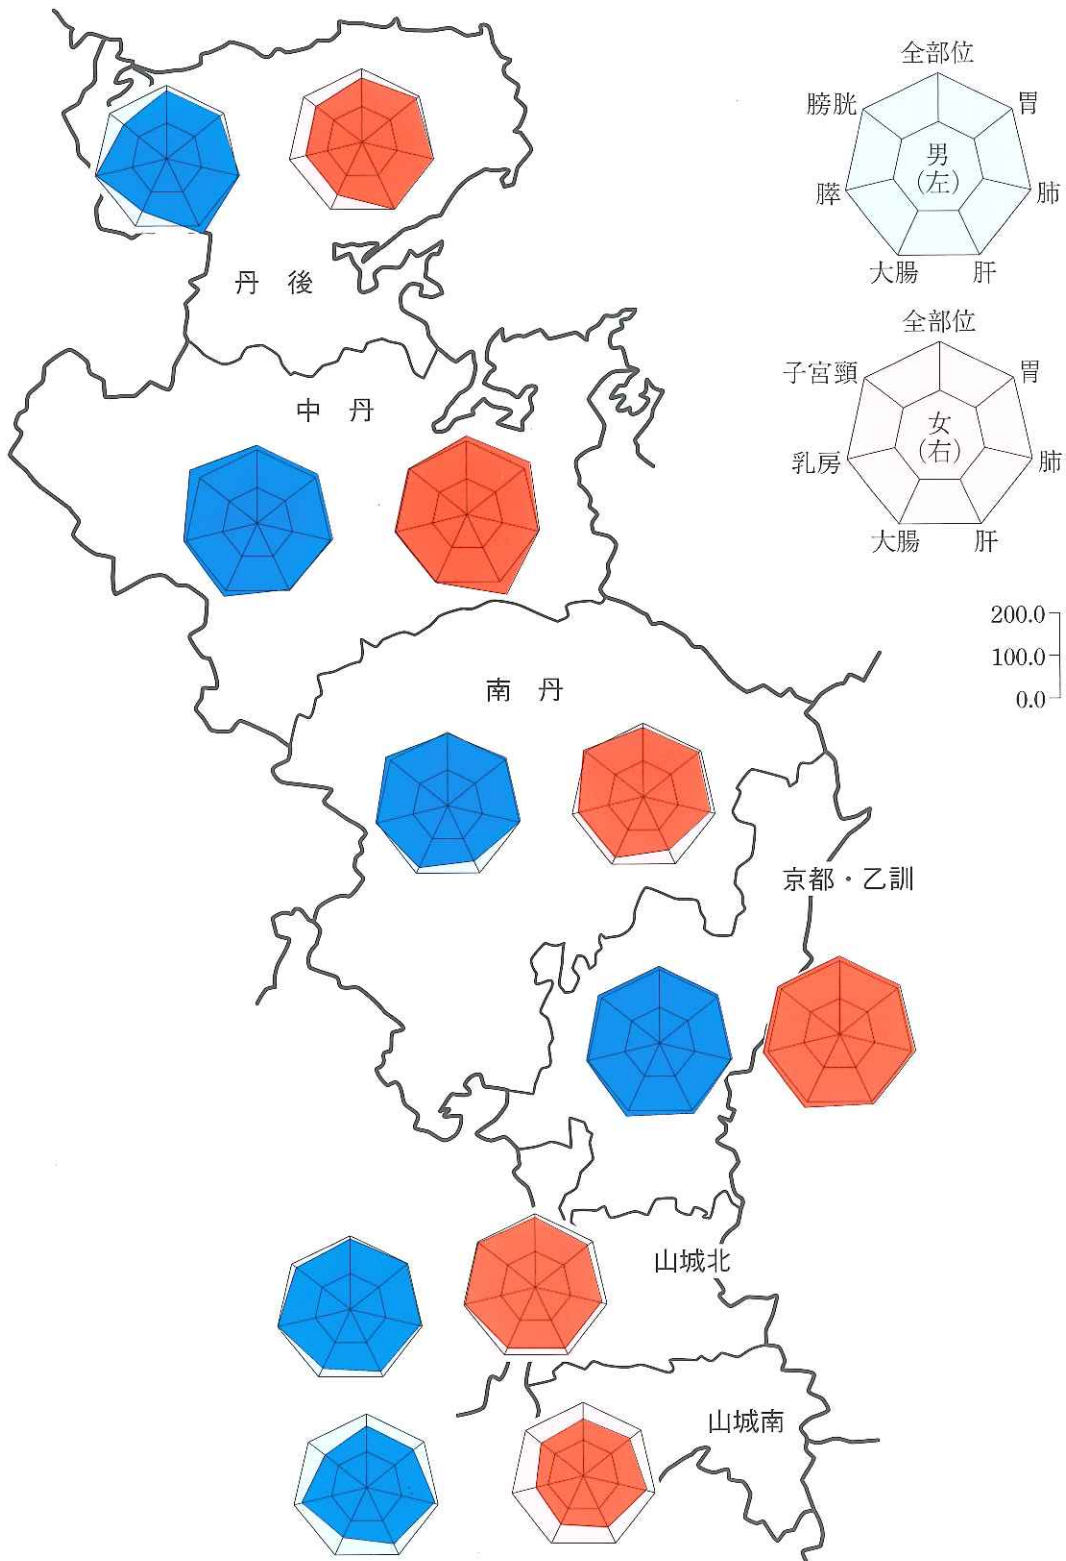 全部位
膀胱
胃
男
(左)
膵
肺
大腸
肝
全部位
子宮頸
胃
女
(右)
乳房
肺
大腸
肝
200.0
100.0
0.0
丹後
中丹
南丹
京都・乙訓
山城北
山城南